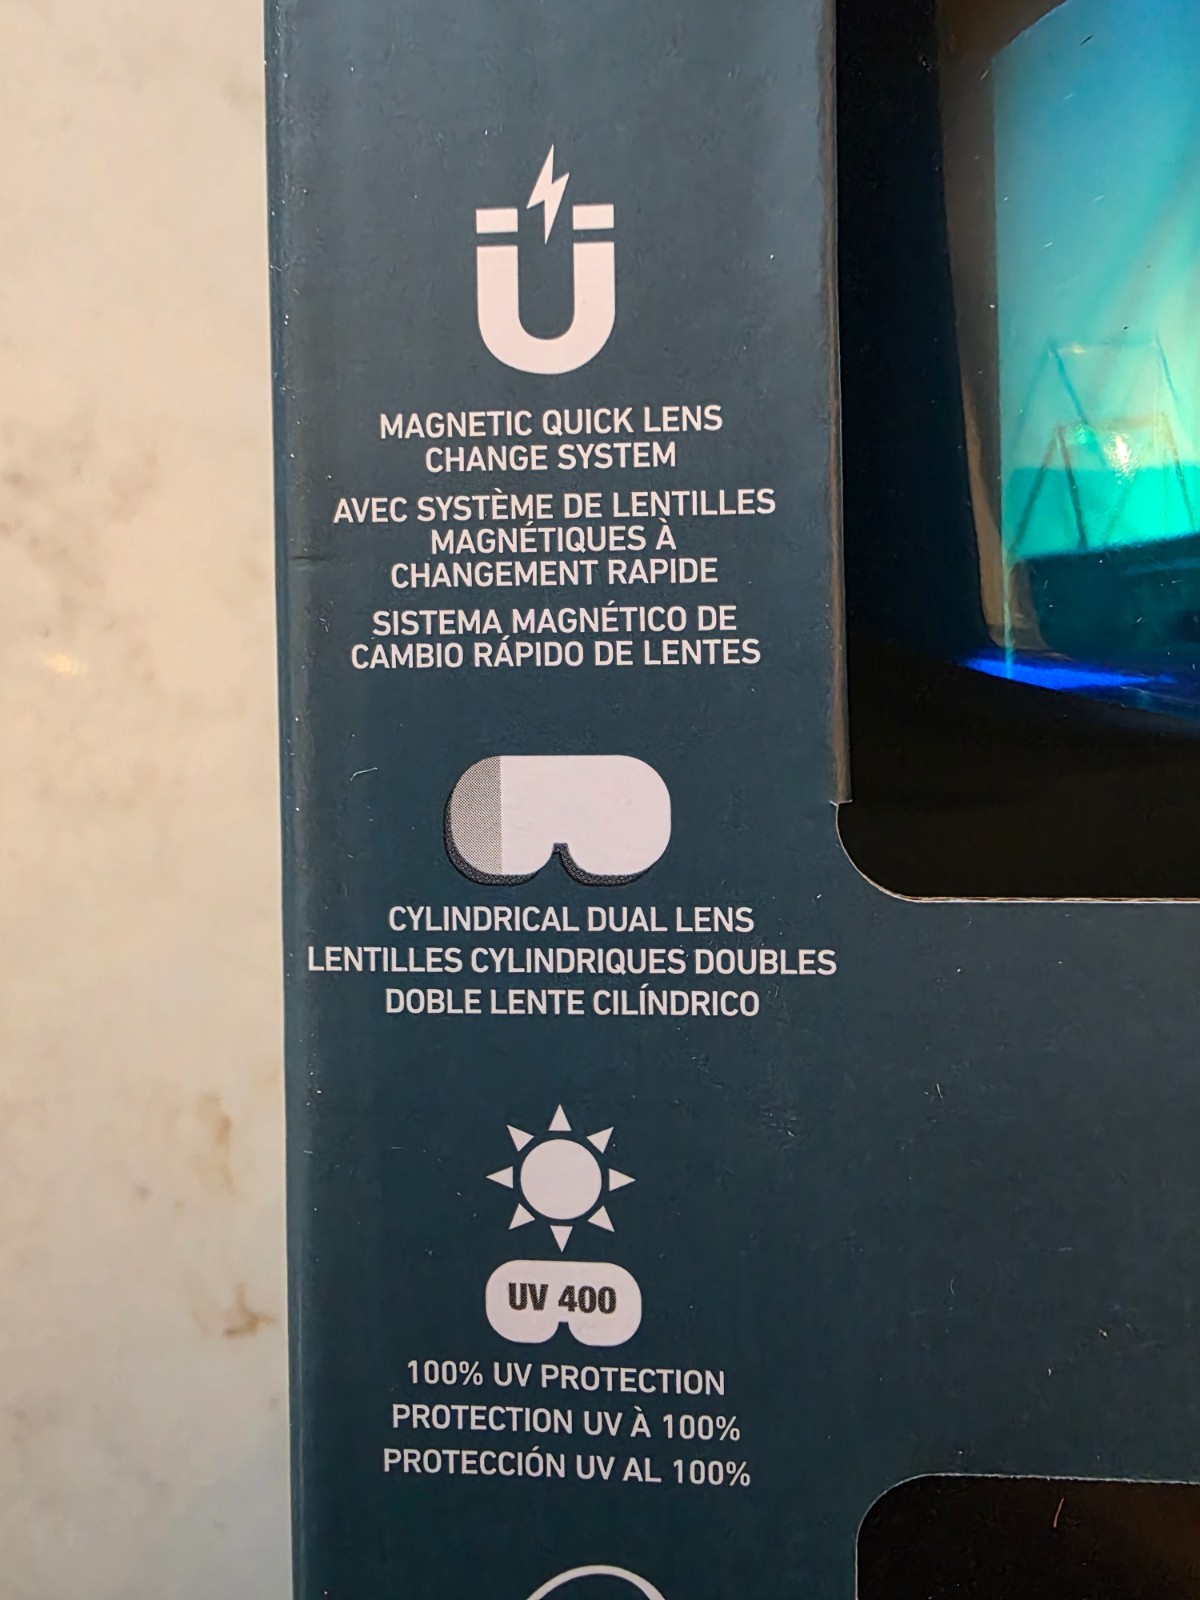 MAGNETIC QUICK LENS
CHANGE SYSTEM
AVEC SYSTÈME DE LENTILLES
MAGNÉTIQUES À
CHANGEMENT RAPIDE
SISTEMA MAGNÉTICO DE
CAMBIO RÁPIDO DE LENTES
CYLINDRICAL DUAL LENS
LENTILLES CYLINDRIQUES DOUBLES
DOBLE LENTE CILÍNDRICO
UV 400
100% UV PROTECTION
PROTECTION UV À 100%
PROTECCIÓN UV AL 100%